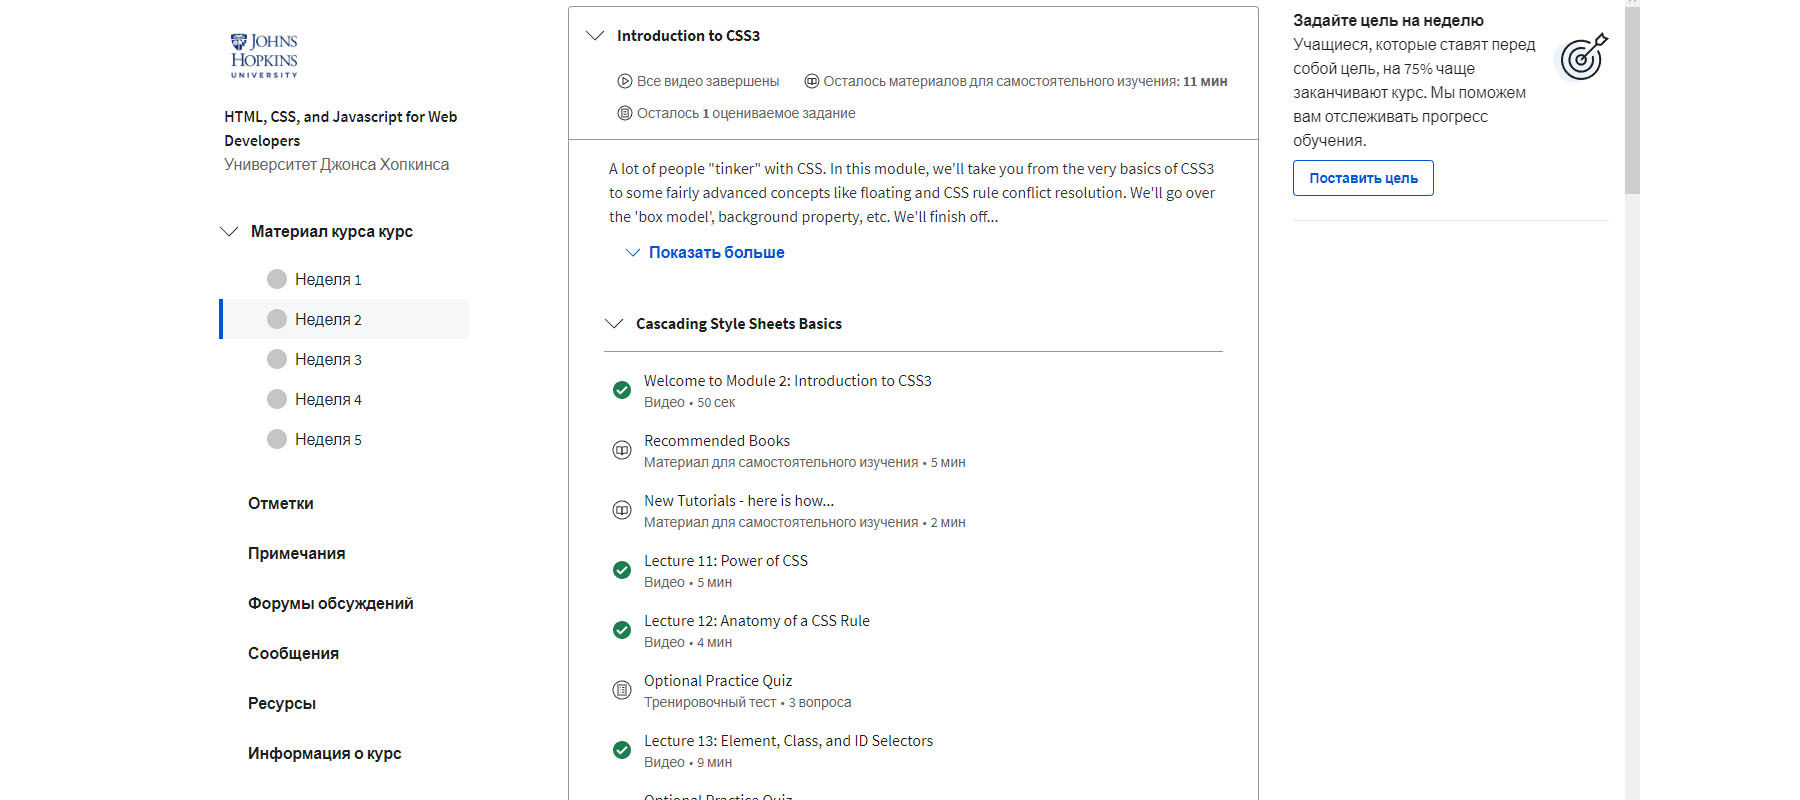 JOHNS
HOPKINS
UNIVERSITY
HTML, CSS, and Javascript for Web
Developers
Университет Джонса Хопкинса
Материал курса курс
Неделя 1
Неделя 2
Неделя 3
Неделя 4
Неделя 5
Отметки
Примечания
Форумы обсуждений
Сообщения
Ресурсы
Информация о курс
Introduction to CSS3
Все видео завершены Осталось материалов для самостоятельного изучения: 11 мин
Осталось 1 оцениваемое задание
A lot of people "tinker" with CSS. In this module, we'll take you from the very basics of CSS3
to some fairly advanced concepts like floating and CSS rule conflict resolution. We'll go over
the 'box model', background property, etc. We'll finish off...
Показать больше
Cascading Style Sheets Basics
Welcome to Module 2: Introduction to CSS3
Видео • 50 сек
Recommended Books
Материал для самостоятельного изучения • 5 мин
New Tutorials - here is how...
Материал для самостоятельного изучения • 2 мин
Lecture 11: Power of CSS
Видео • 5 мин
Lecture 12: Anatomy of a CSS Rule
Видео • 4 мин
Optional Practice Quiz
Тренировочный тест • 3 вопроса
Lecture 13: Element, Class, and ID Selectors
Видео • 9 мин
Optional Practice Quiz
Задайте цель на неделю
Учащиеся, которые ставят перед
собой цель, на 75% чаще
заканчивают курс. Мы поможем
вам отслеживать прогресс
обучения.
Поставить цель